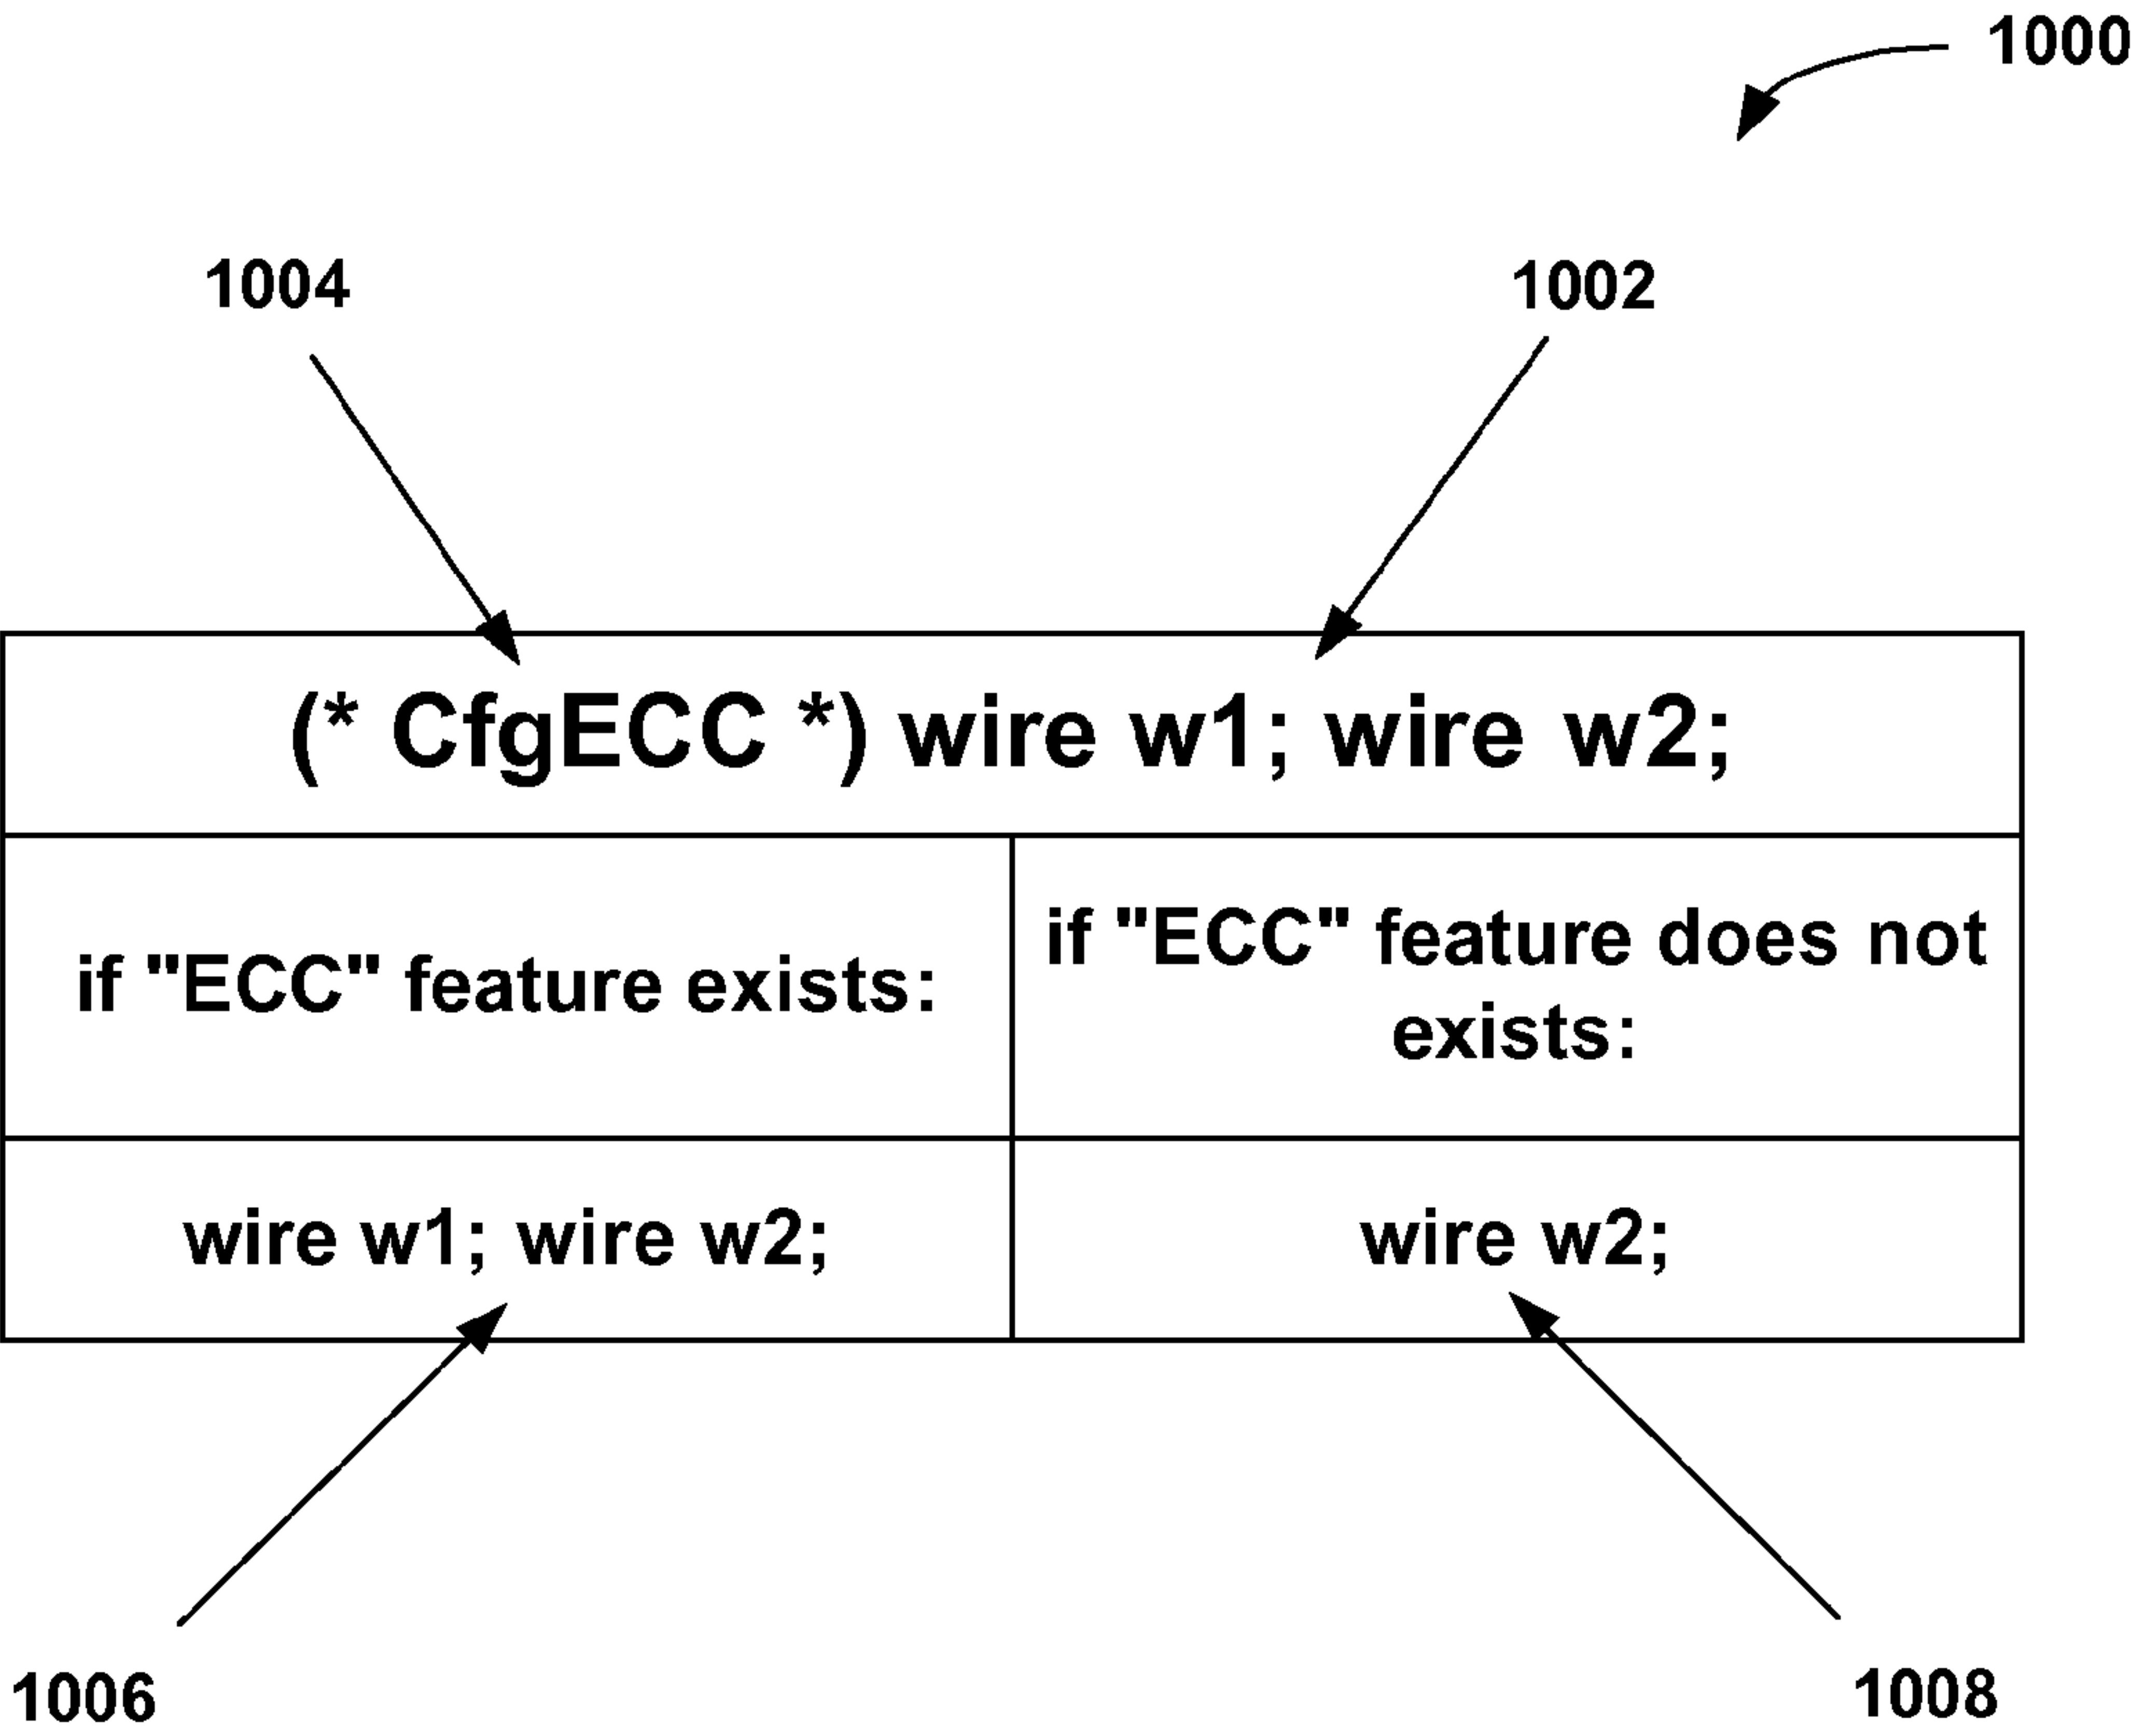 1000
1004
1002
(* CfgECC *) wire w1; wire w2;
if "ECC" feature exists:
if "ECC" feature does not
exists:
wire w1; wire w2;
wire w2;
1006
1008